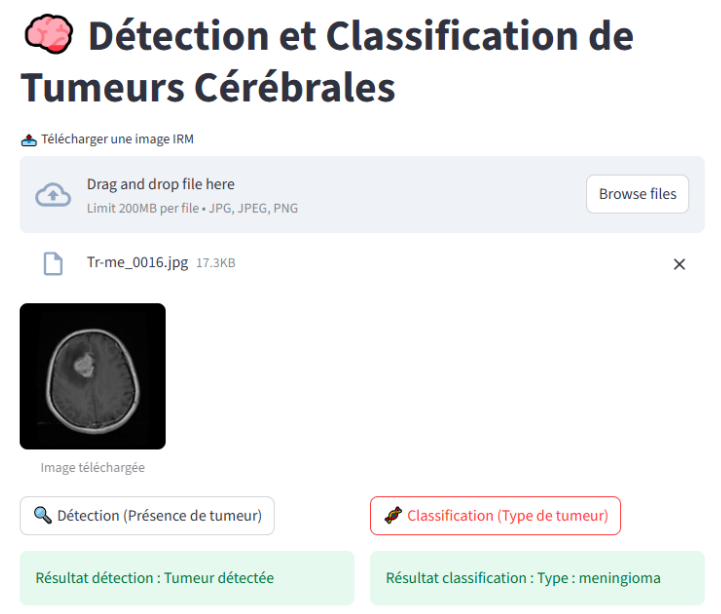 Détection et Classification de
Tumeurs Cérébrales
Télécharger une image IRM
Drag and drop file here
Limit 200MB per file • JPG, JPEG, PNG
Browse files
Tr-me_0016.jpg 17.3KB
Image téléchargée
Détection (Présence de tumeur)
Classification (Type de tumeur)
Résultat détection : Tumeur détectée
Résultat classification : Type : meningioma